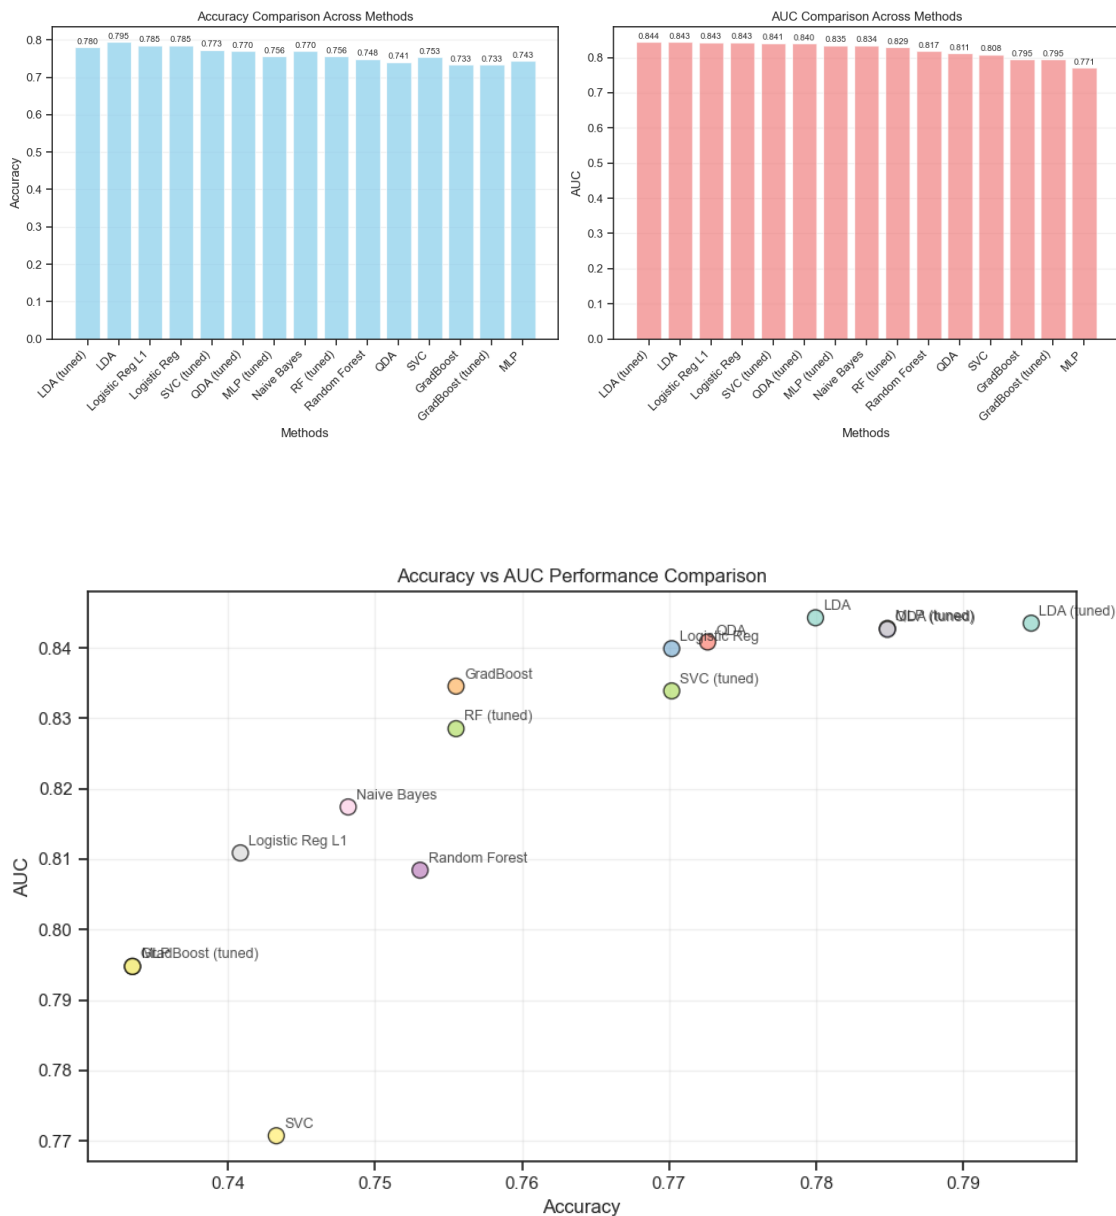 Accuracy Comparison Across Methods
0.8
0.7
0.6
0.5
0.4
0.3
0.2
0.1
0.0
Accuracy
0.780
0.795
0.785
0.785
0.773
0.770
0.756
0.770
0.756
0.748
0.741
0.753
0.733
0.733
0.743
LDA (tuned)
LDA
Logistic Reg L1
Logistic Reg
SVC (tuned)
QDA (tuned)
MLP (tuned)
Naive Bayes
RF (tuned)
Random Forest
QDA
SVC
GradBoost
GradBoost (tuned)
MLP
Methods
AUC Comparison Across Methods
0.8
0.7
0.6
0.5
0.4
0.3
0.2
0.1
0.0
AUC
0.844
0.843
0.843
0.843
0.841
0.840
0.835
0.834
0.829
0.817
0.811
0.808
0.795
0.795
0.771
LDA (tuned)
LDA
Logistic Reg L1
Logistic Reg
SVC (tuned)
QDA (tuned)
MLP (tuned)
Naive Bayes
RF (tuned)
Random Forest
QDA
SVC
GradBoost
GradBoost (tuned)
MLP
Methods
Accuracy vs AUC Performance Comparison
0.84
0.83
0.82
0.81
0.80
0.79
0.78
0.77
AUC
LDA
MLP (tuned)
QDA (tuned)
LDA (tuned)
QDA
Logistic Reg
SVC (tuned)
GradBoost
RF (tuned)
Naive Bayes
Logistic Reg L1
Random Forest
MLP
GradBoost (tuned)
SVC
0.74
0.75
0.76
0.77
0.78
0.79
Accuracy